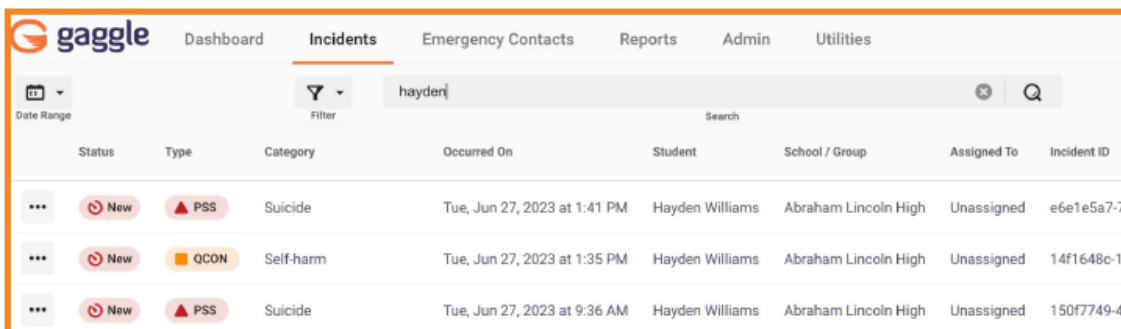 gaggle Dashboard Incidents Emergency Contacts Reports Admin Utilities
hayden
Date Range Filter Search
Status Type Category Occurred On Student School / Group Assigned To Incident ID
••• New PSS Suicide Tue, Jun 27, 2023 at 1:41 PM Hayden Williams Abraham Lincoln High Unassigned e6e1e5a7-7
••• New QCON Self-harm Tue, Jun 27, 2023 at 1:35 PM Hayden Williams Abraham Lincoln High Unassigned 14f1648c-1
••• New PSS Suicide Tue, Jun 27, 2023 at 9:36 AM Hayden Williams Abraham Lincoln High Unassigned 150f7749-4